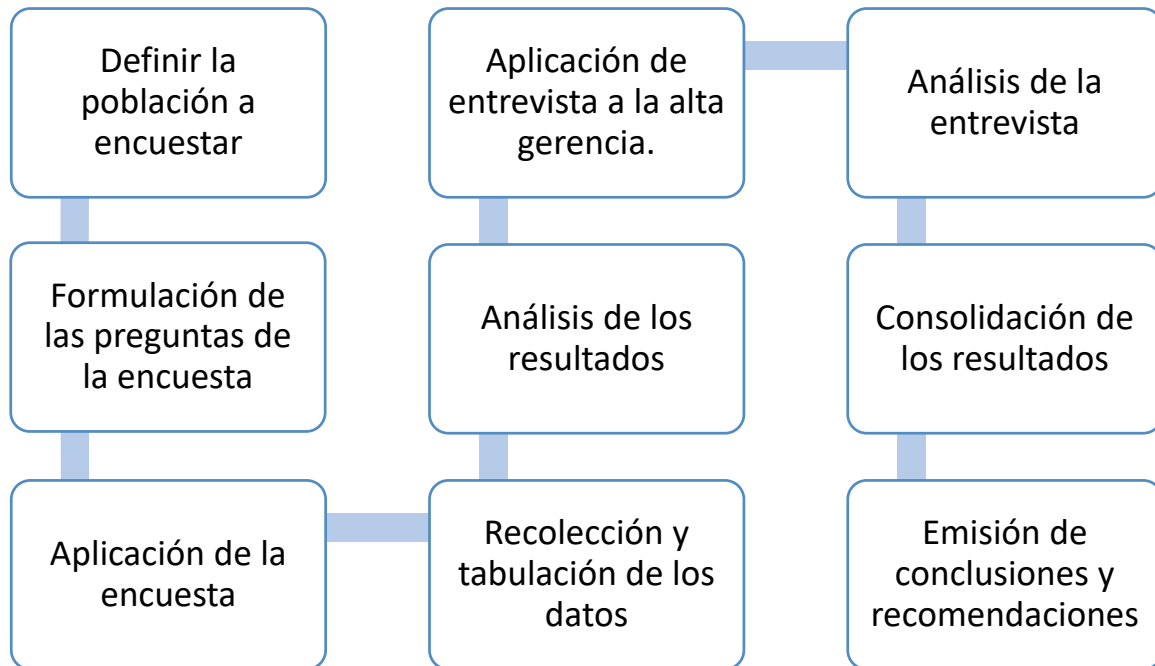 Definir la
población a
encuestar
Formulación de
las preguntas de
la encuesta
Aplicación de la
encuesta
Recolección y
tabulación de los
datos
Análisis de los
resultados
Aplicación de
entrevista a la alta
gerencia.
Análisis de la
entrevista
Consolidación de
los resultados
Emisión de
conclusiones y
recomendaciones